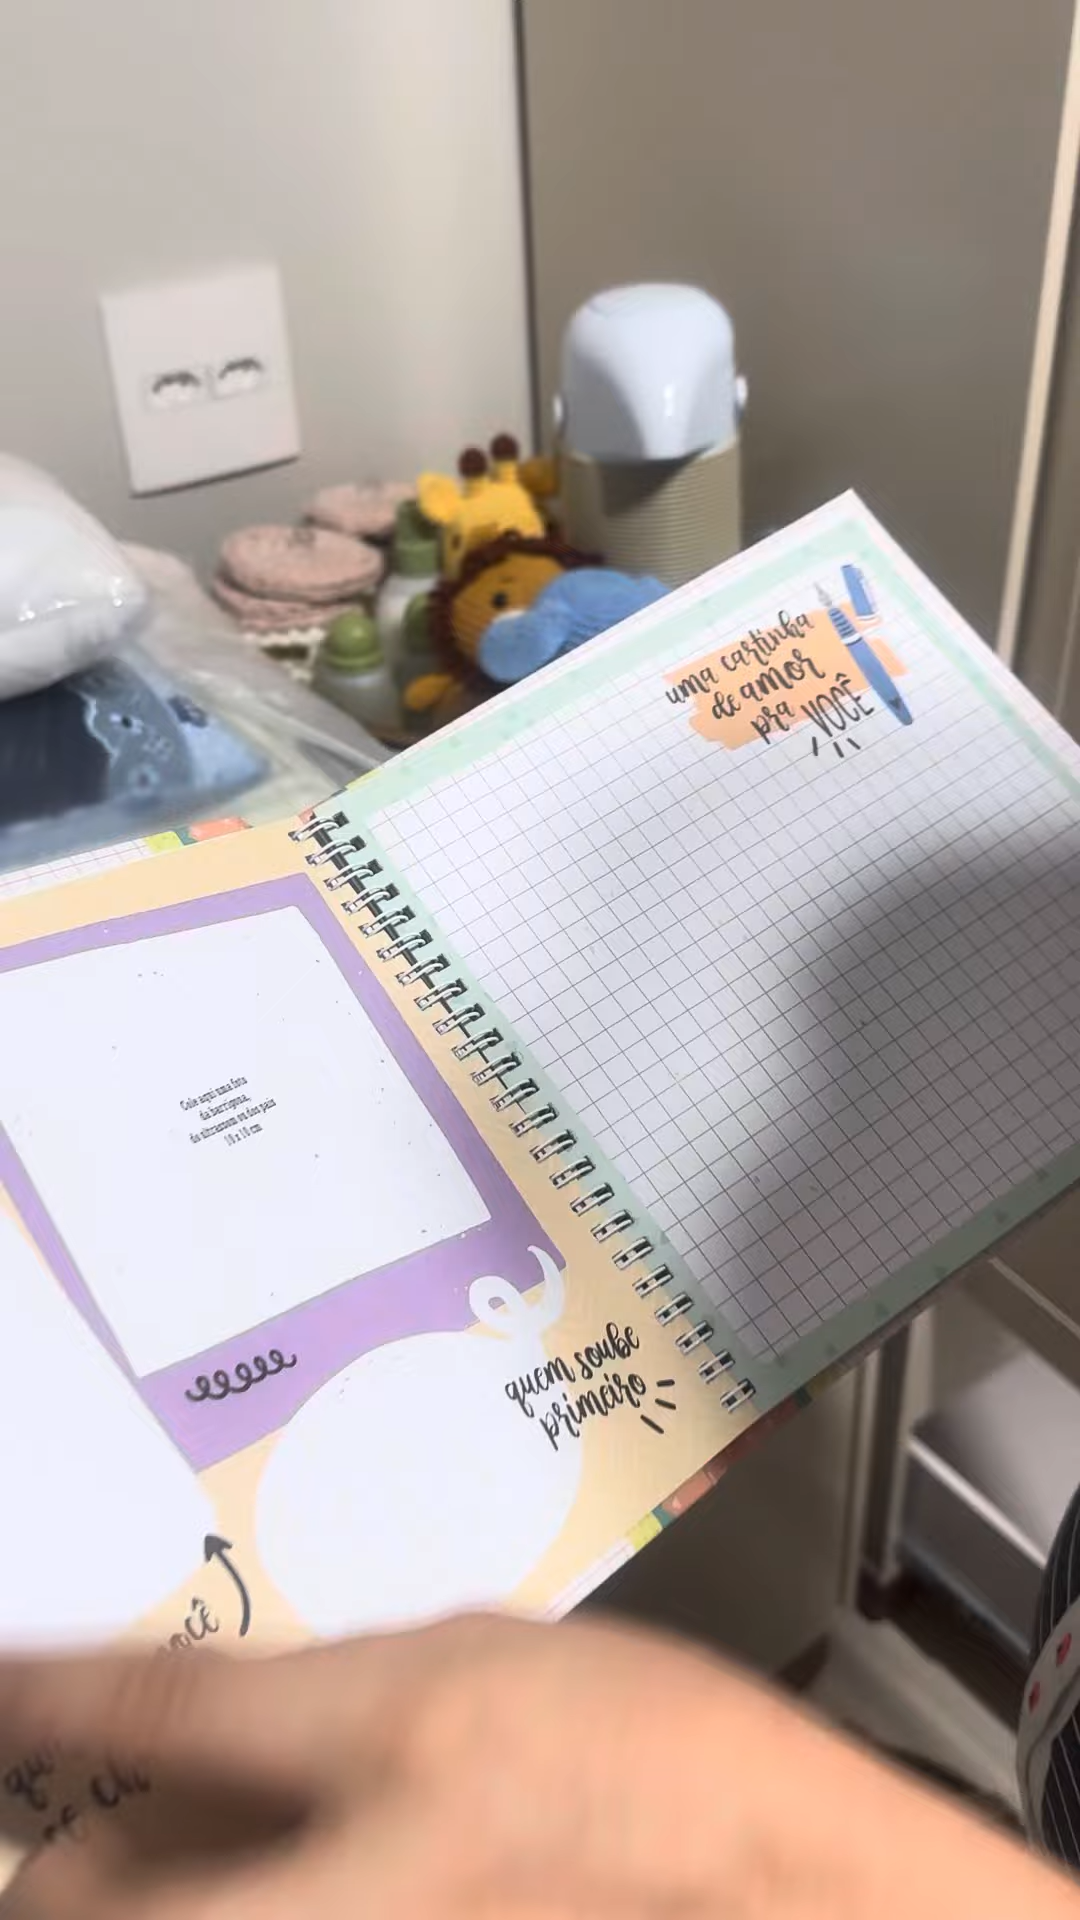 Cole aqui uma foto
da barrigona,
do ultrassom ou dos pais
10 x 10 cm
quem soube
primeiro
uma cartinha
de amor
pra VOCÊ